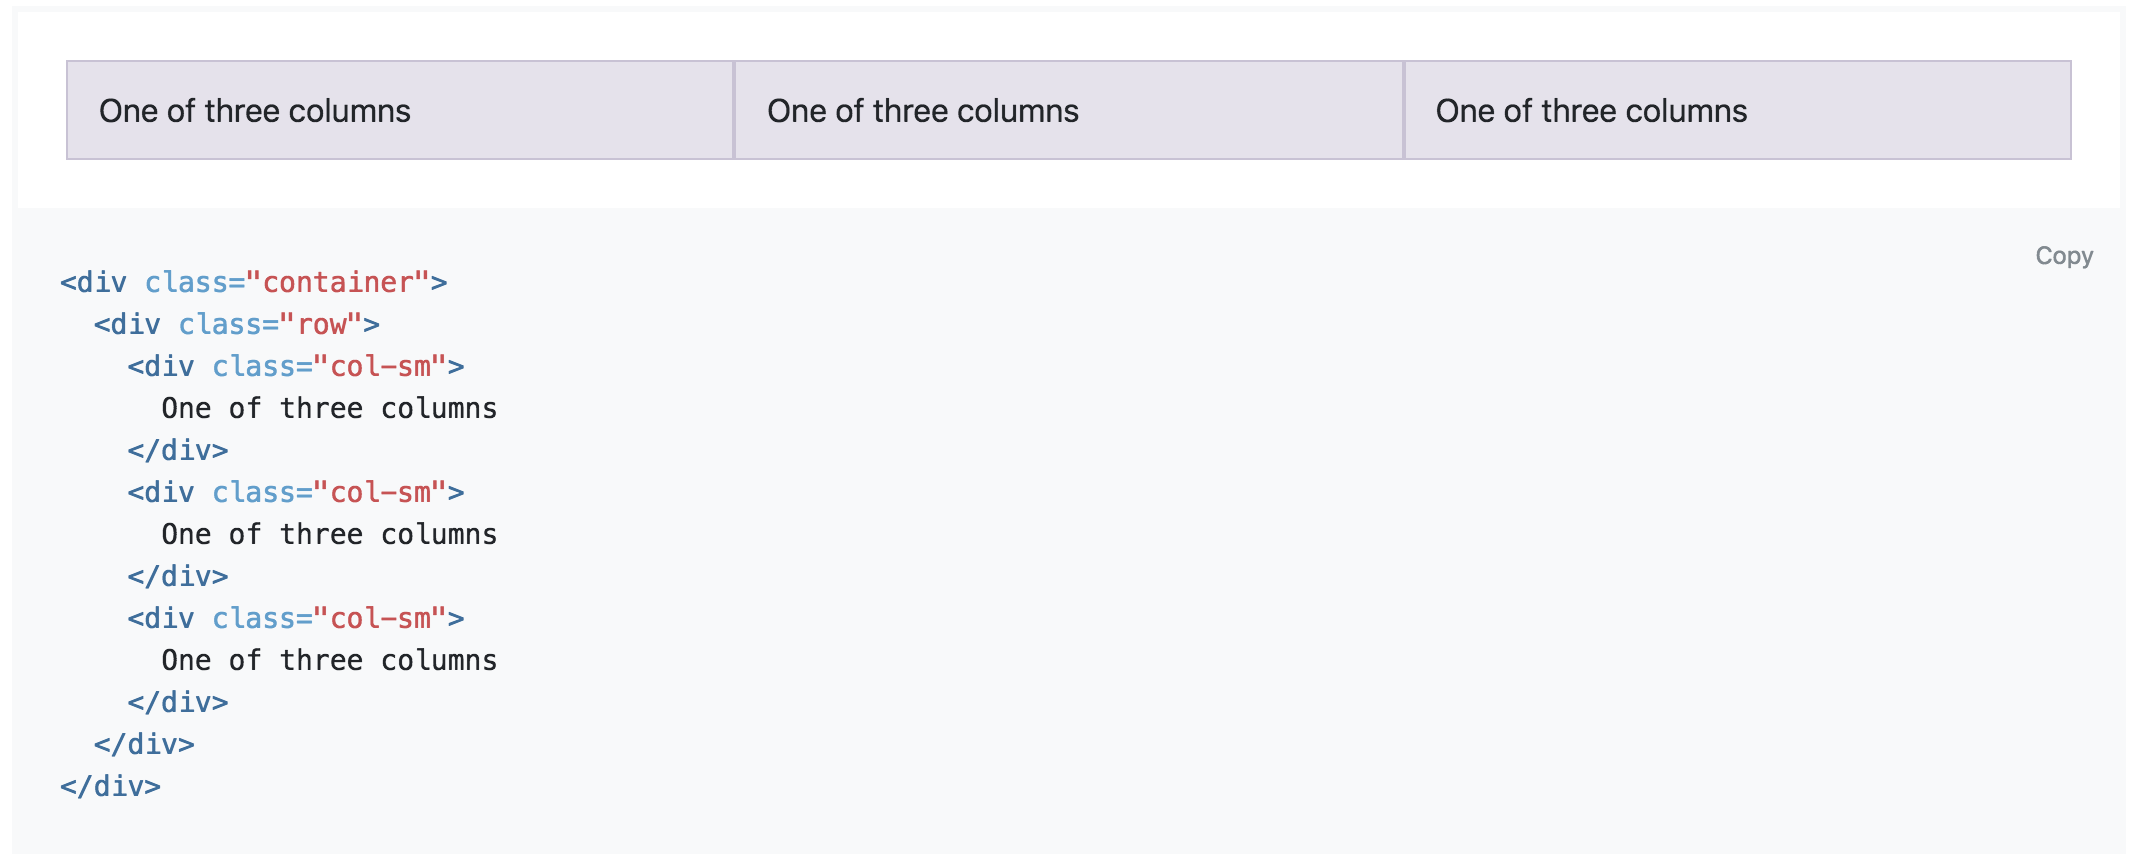 One of three columns One of three columns One of three columns
Copy
<div class="container">
  <div class="row">
    <div class="col-sm">
      One of three columns
    </div>
    <div class="col-sm">
      One of three columns
    </div>
    <div class="col-sm">
      One of three columns
    </div>
  </div>
</div>